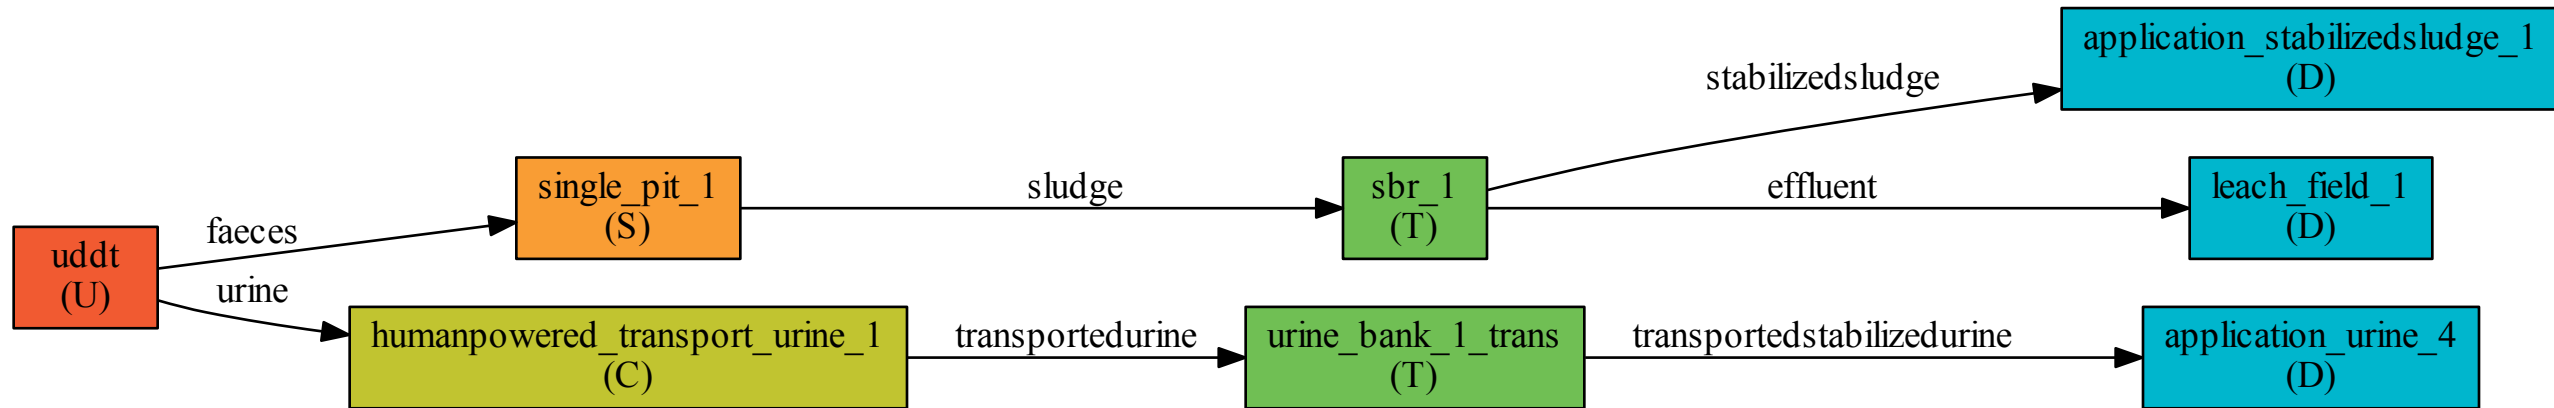 application_stabilizedsludge_1
(D)
stabilizedsludge
single_pit_1
(S)
sludge
sbr_1
(T)
effluent
leach_field_1
(D)
faeces
uddt
(U)
urine
humanpowered_transport_urine_1
(C)
transportedurine
urine_bank_1_trans
(T)
transportedstabilizedurine
application_urine_4
(D)